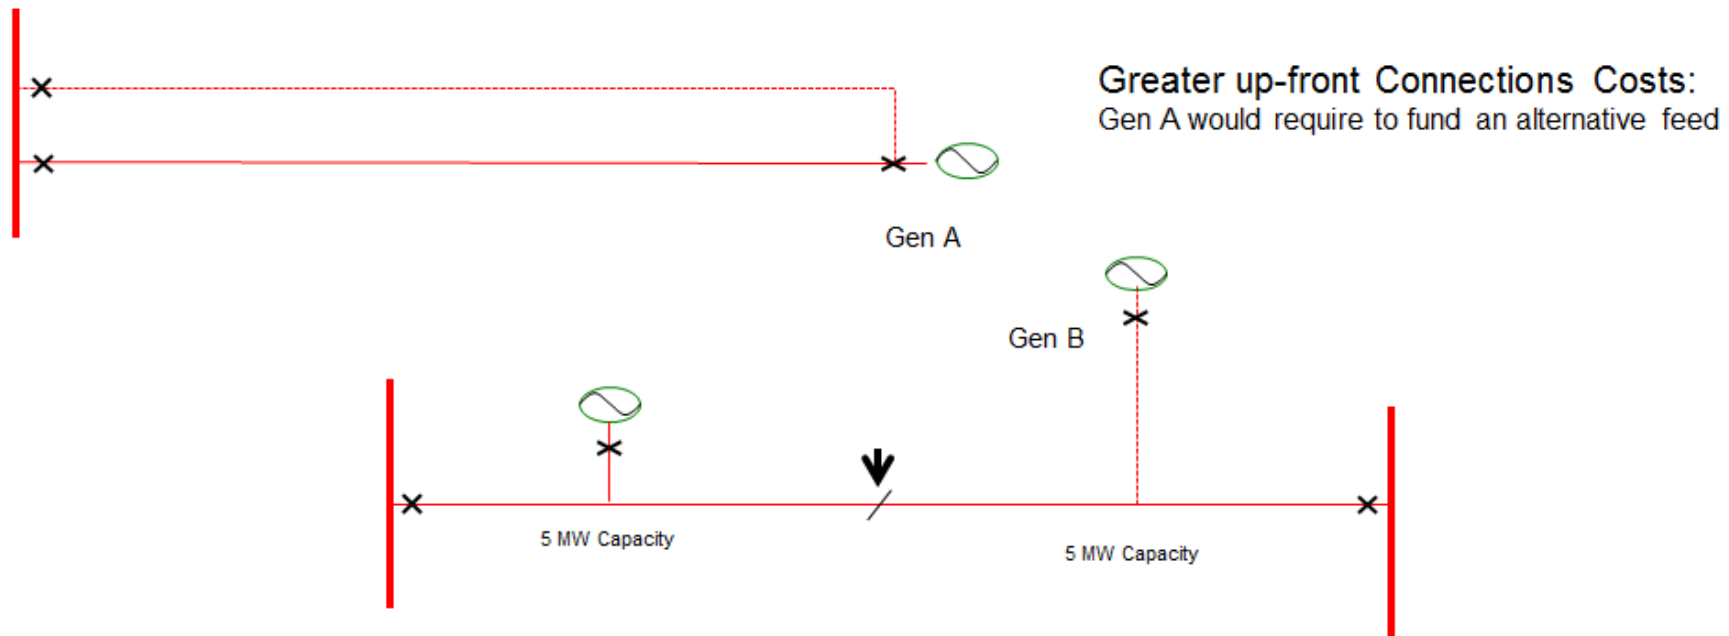 Greater up-front Connections Costs:
Gen A would require to fund an alternative feed
Gen A
Gen B
5 MW Capacity
5 MW Capacity